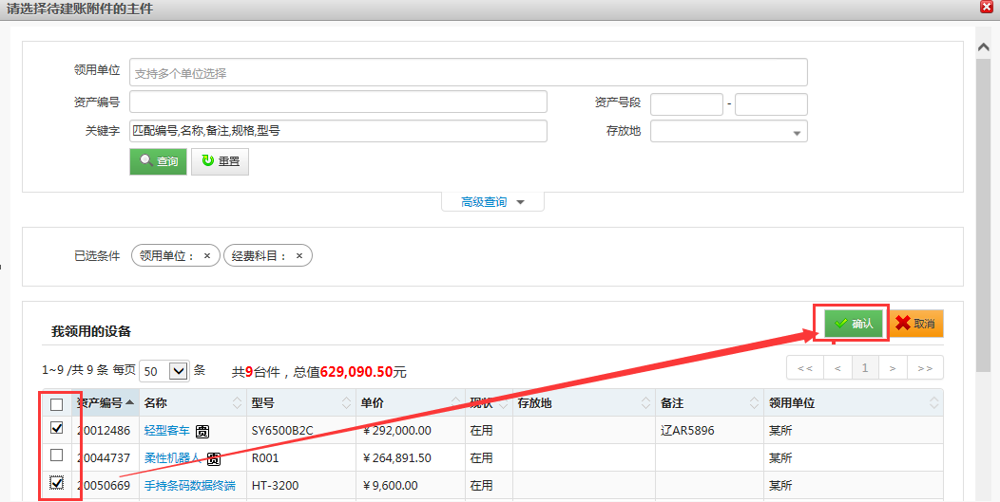 请选择待建账附件的主件
领用单位 支持多个单位选择
资产编号 资产号段 -
关键字 匹配编号,名称,备注,规格,型号 存放地
查询 重置
高级查询
已选条件 领用单位： × 经费科目： ×
确认 取消
我领用的设备
1~9 /共 9 条 每页 50 条 共9台件，总值629,090.50元 << < 1 > >>
资产编号 名称 型号 单价 现状 存放地 备注 领用单位
20012486 轻型客车 贵 SY6500B2C ￥292,000.00 在用 辽AR5896 某所
20044737 柔性机器人 贵 R001 ￥264,891.50 在用 某所
20050669 手持条码数据终端 HT-3200 ￥9,600.00 在用 某所